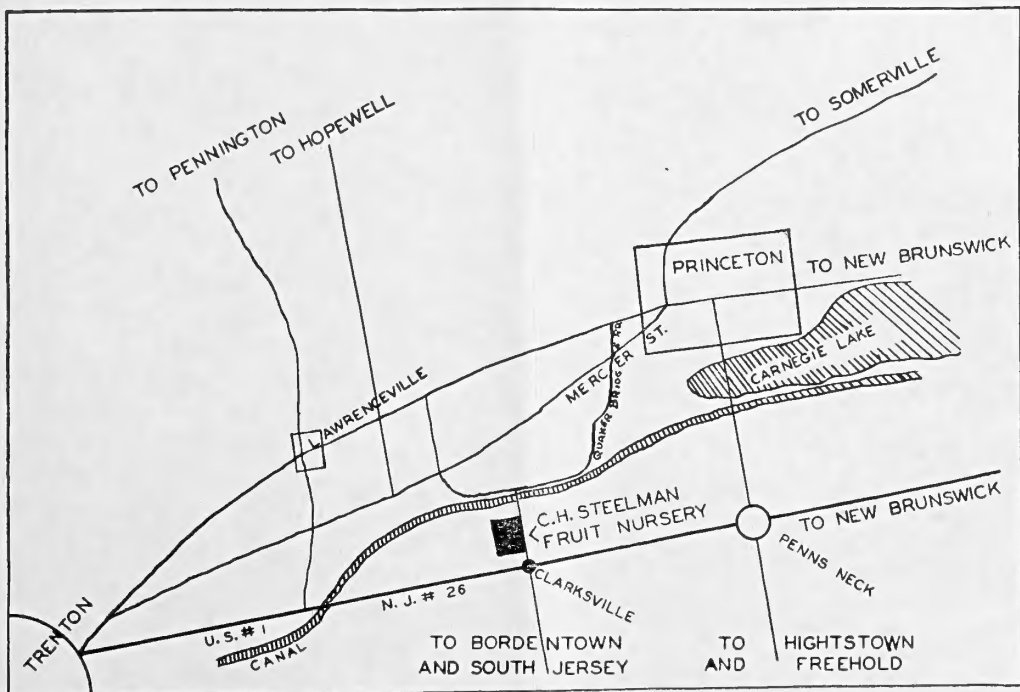 TO SOMERVILLE
TO PENNINGTON
TO HOPEWELL
PRINCETON
TO NEW BRUNSWICK
CARNEGIE LAKE
MERCER ST.
QUAKER BRIDGE RD.
LAWRENCEVILLE
C.H. STEELMAN
FRUIT NURSERY
TO NEW BRUNSWICK
PENNS NECK
CLARKSVILLE
N.J. # 26
U.S. # 1
CANAL
TRENTON
TO BORDENTOWN
AND SOUTH JERSEY
TO HIGHTSTOWN
AND FREEHOLD